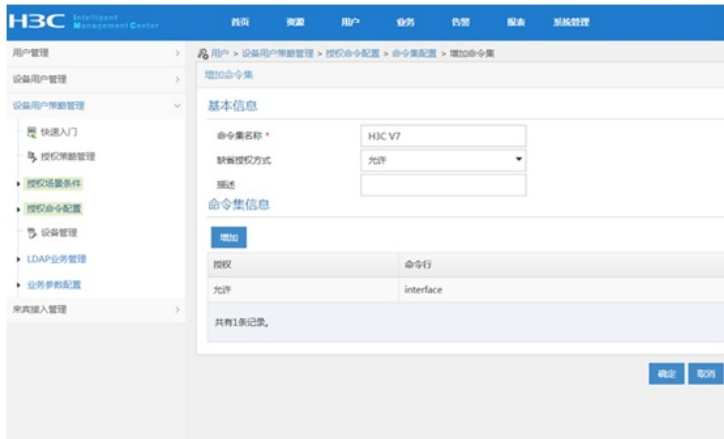 H3C Intelligent Management Center
首页 资源 用户 业务 告警 报表 系统管理
用户管理
设备用户管理
设备用户策略管理
快速入门
授权策略管理
授权场景条件
授权命令配置
设备管理
LDAP业务管理
业务参数配置
来宾接入管理
用户 > 设备用户策略管理 > 授权命令配置 > 命令集配置 > 增加命令集
增加命令集
基本信息
命令集名称 * H3C V7
缺省授权方式 允许
描述
命令集信息
增加
授权 命令行
允许 interface
共有1条记录。
确定 取消